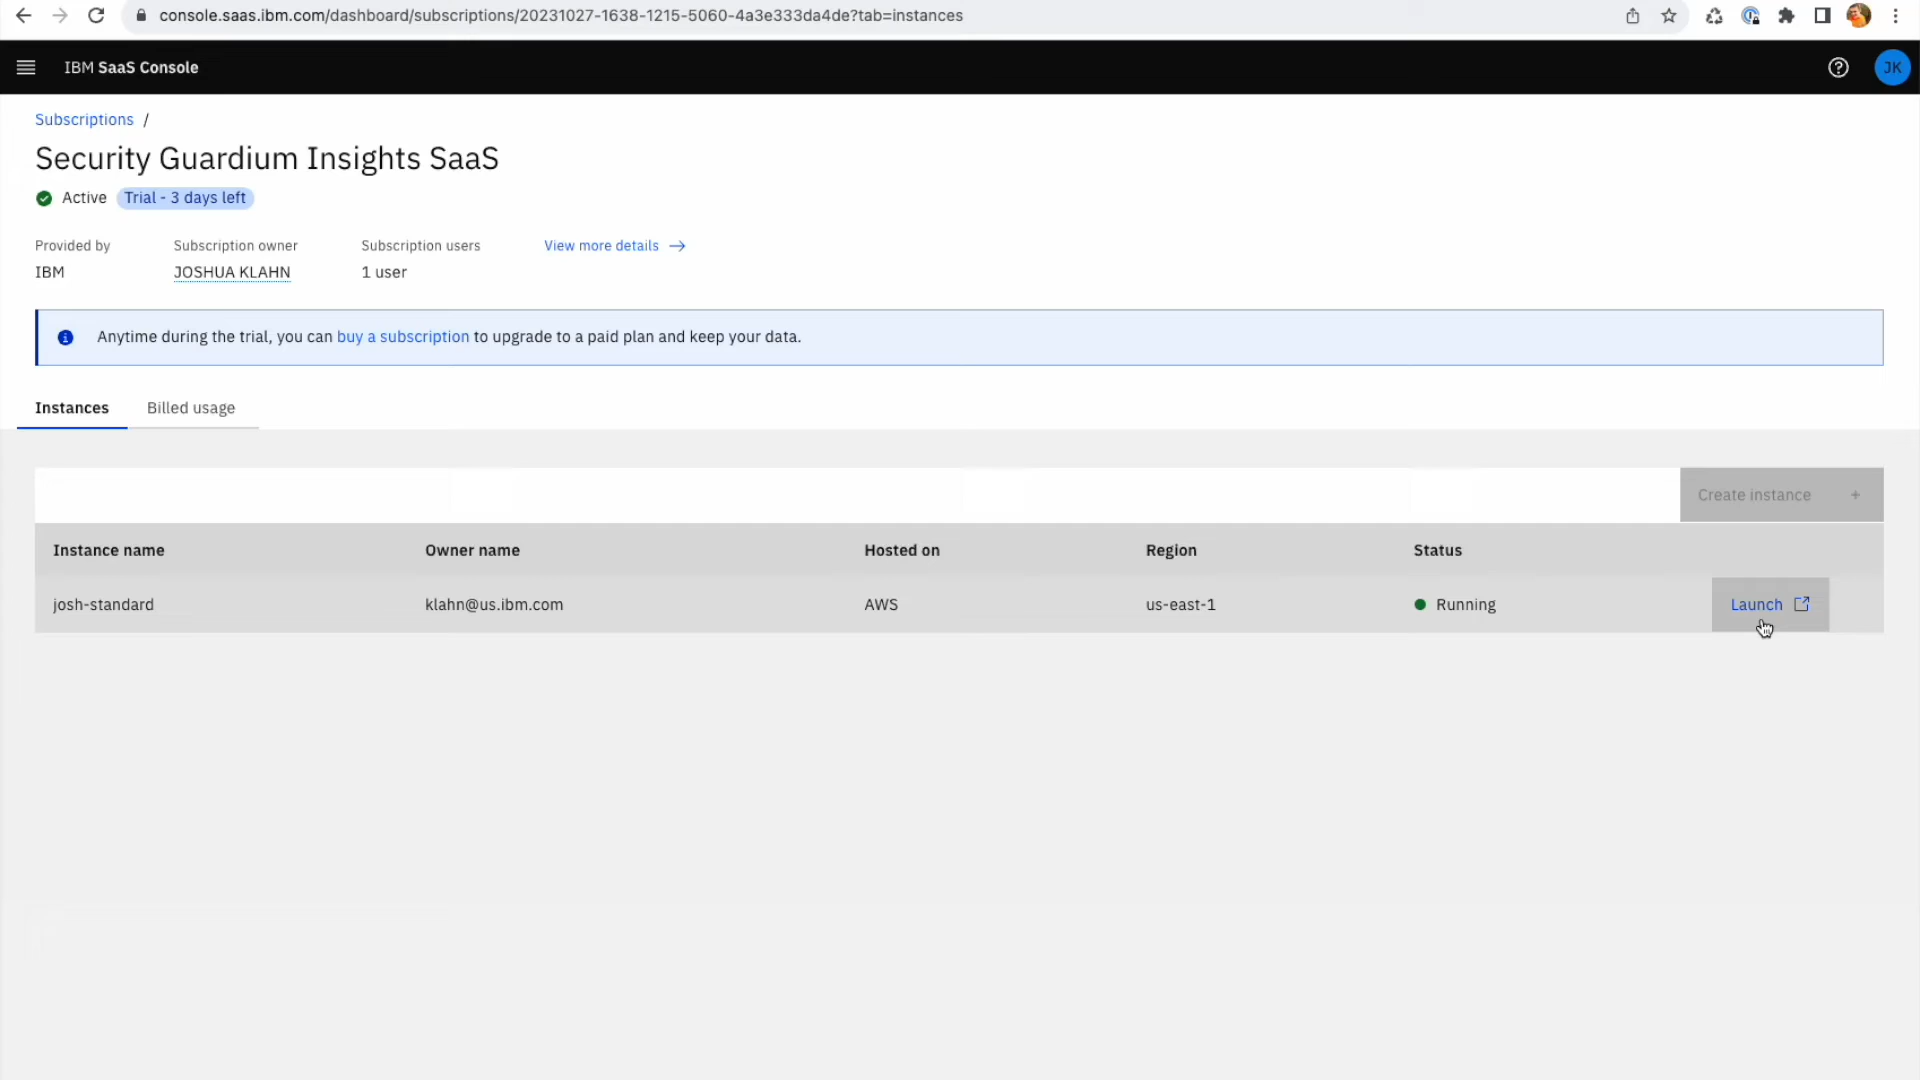 console.saas.ibm.com/dashboard/subscriptions/20231027-1638-1215-5060-4a3e333da4de?tab=instances
IBM SaaS Console
JK
Subscriptions /
Security Guardium Insights SaaS
Active Trial - 3 days left
Provided by Subscription owner Subscription users View more details
IBM JOSHUA KLAHN 1 user
Anytime during the trial, you can buy a subscription to upgrade to a paid plan and keep your data.
Instances Billed usage
Create instance +
Instance name Owner name Hosted on Region Status
josh-standard klahn@us.ibm.com AWS us-east-1 Running Launch